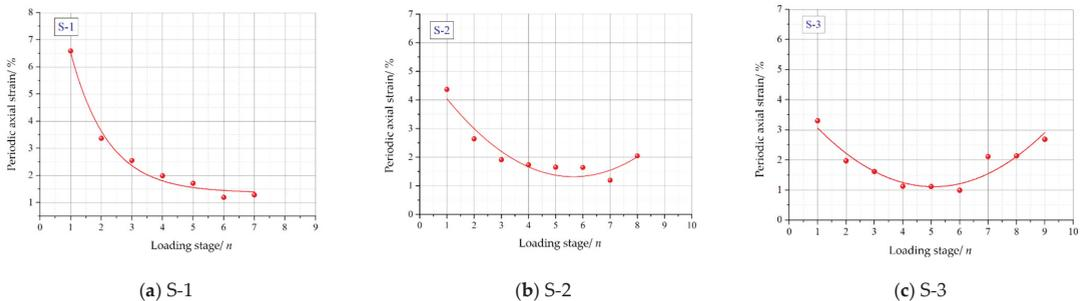 S-1
Periodic axial strain/ %
8
7
6
5
4
3
2
1
0 1 2 3 4 5 6 7 8 9
Loading stage/ n
(a) S-1
S-2
Periodic axial strain/ %
7
6
5
4
3
2
1
0
0 1 2 3 4 5 6 7 8 9 10
Loading stage/ n
(b) S-2
S-3
Periodic axial strain/ %
7
6
5
4
3
2
1
0
0 1 2 3 4 5 6 7 8 9 10
Loading stage/ n
(c) S-3